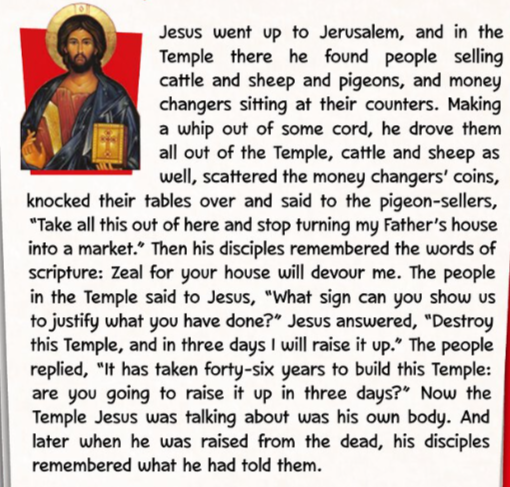 Jesus went up to Jerusalem, and in the
Temple there he found people selling
cattle and sheep and pigeons, and money
changers sitting at their counters. Making
a whip out of some cord, he drove them
all out of the Temple, cattle and sheep as
well, scattered the money changers' coins,
knocked their tables over and said to the pigeon-sellers,
"Take all this out of here and stop turning my Father's house
into a market." Then his disciples remembered the words of
scripture: Zeal for your house will devour me. The people
in the Temple said to Jesus, "What sign can you show us
to justify what you have done?" Jesus answered, "Destroy
this Temple, and in three days I will raise it up." The people
replied, "It has taken forty-six years to build this Temple:
are you going to raise it up in three days?" Now the
Temple Jesus was talking about was his own body. And
later when he was raised from the dead, his disciples
remembered what he had told them.